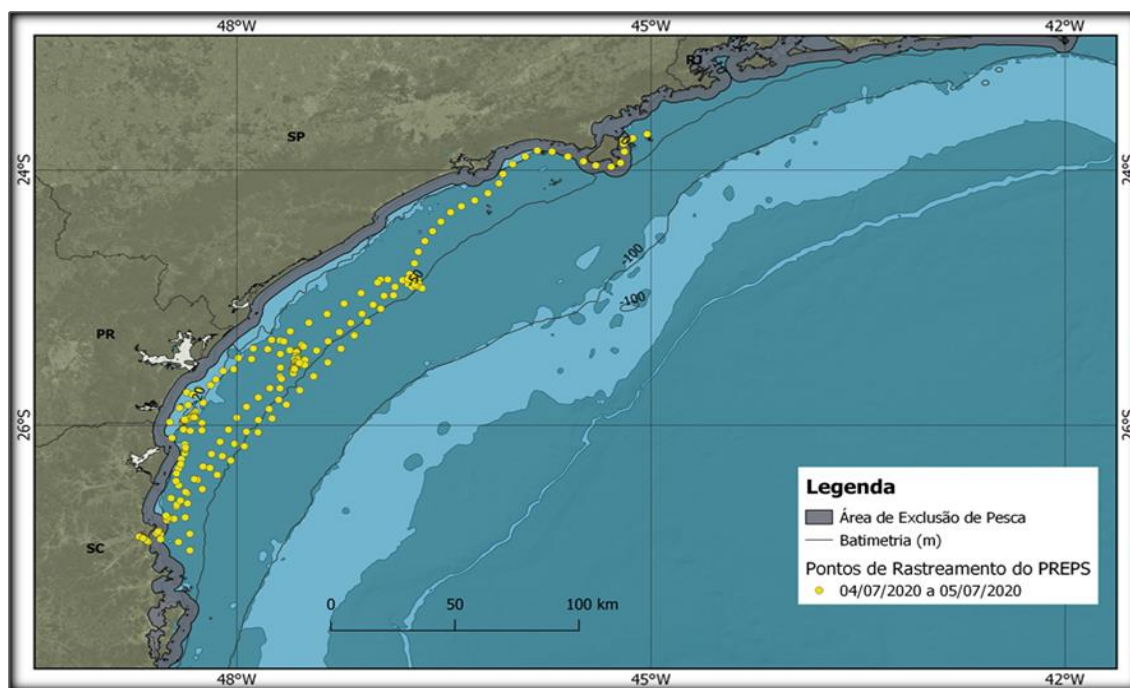 48°W 45°W 42°W
RJ
SP
24°S 24°S
-50
-100
-100
PR
-20
26°S 26°S
SC
Legenda
Área de Exclusão de Pesca
Batimetria (m)
Pontos de Rastreamento do PREPS
04/07/2020 a 05/07/2020
0 50 100 km
48°W 45°W 42°W